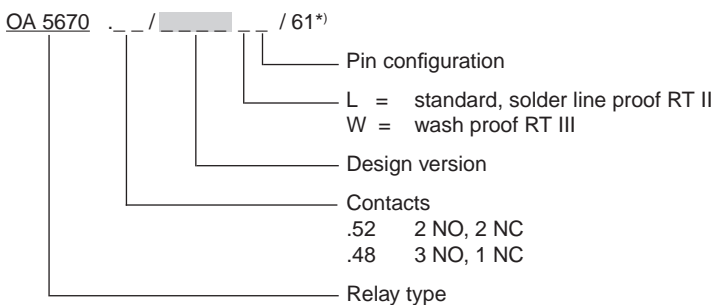 OA 5670 ._ _ / _ _ _ _ _ _ / 61*)
Pin configuration
L = standard, solder line proof RT II
W = wash proof RT III
Design version
Contacts
.52 2 NO, 2 NC
.48 3 NO, 1 NC
Relay type